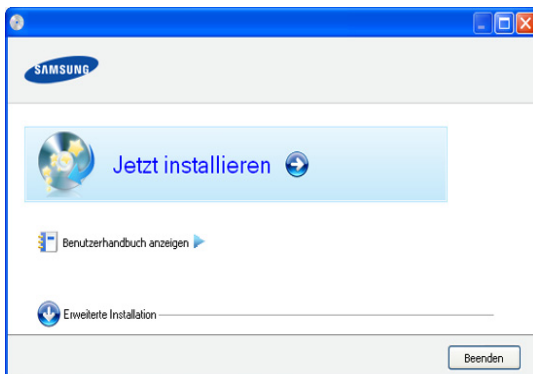 SAMSUNG
Jetzt installieren
Benutzerhandbuch anzeigen
Erweiterte Installation
Beenden